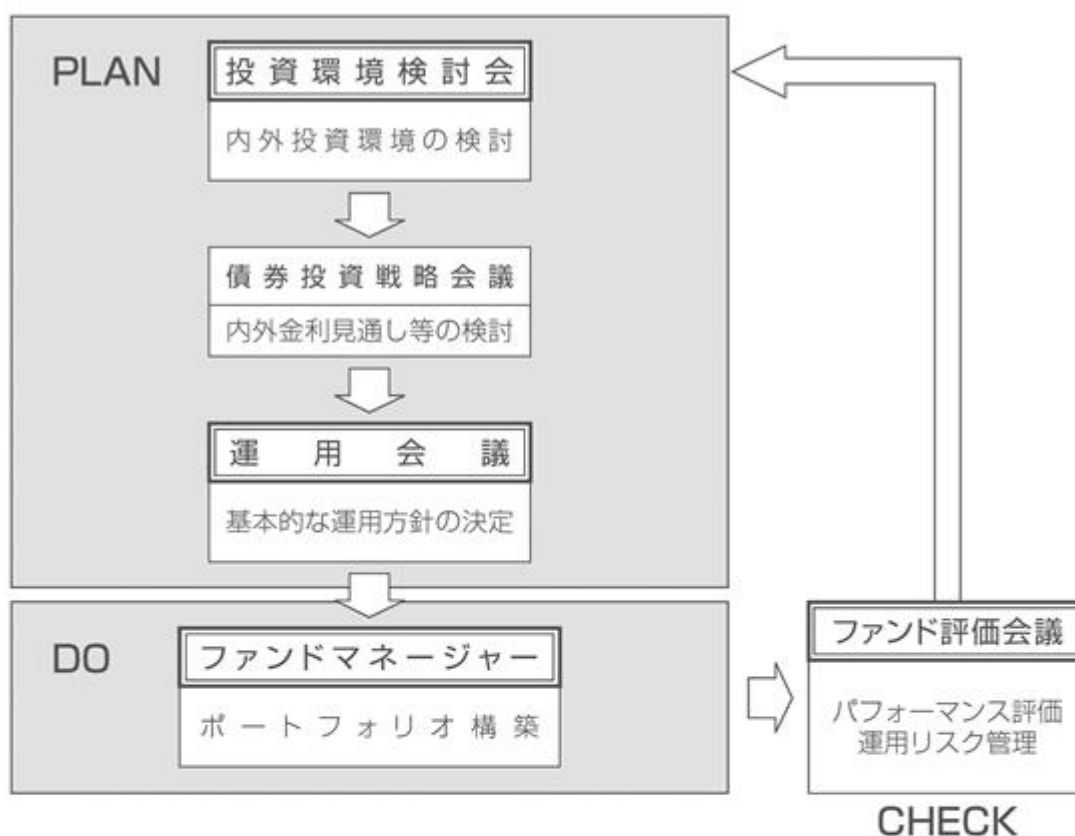 PLAN
投資環境検討会
内外投資環境の検討
債券投資戦略会議
内外金利見通し等の検討
運用会議
基本的な運用方針の決定
DO
ファンドマネージャー
ポートフォリオ構築
ファンド評価会議
パフォーマンス評価
運用リスク管理
CHECK